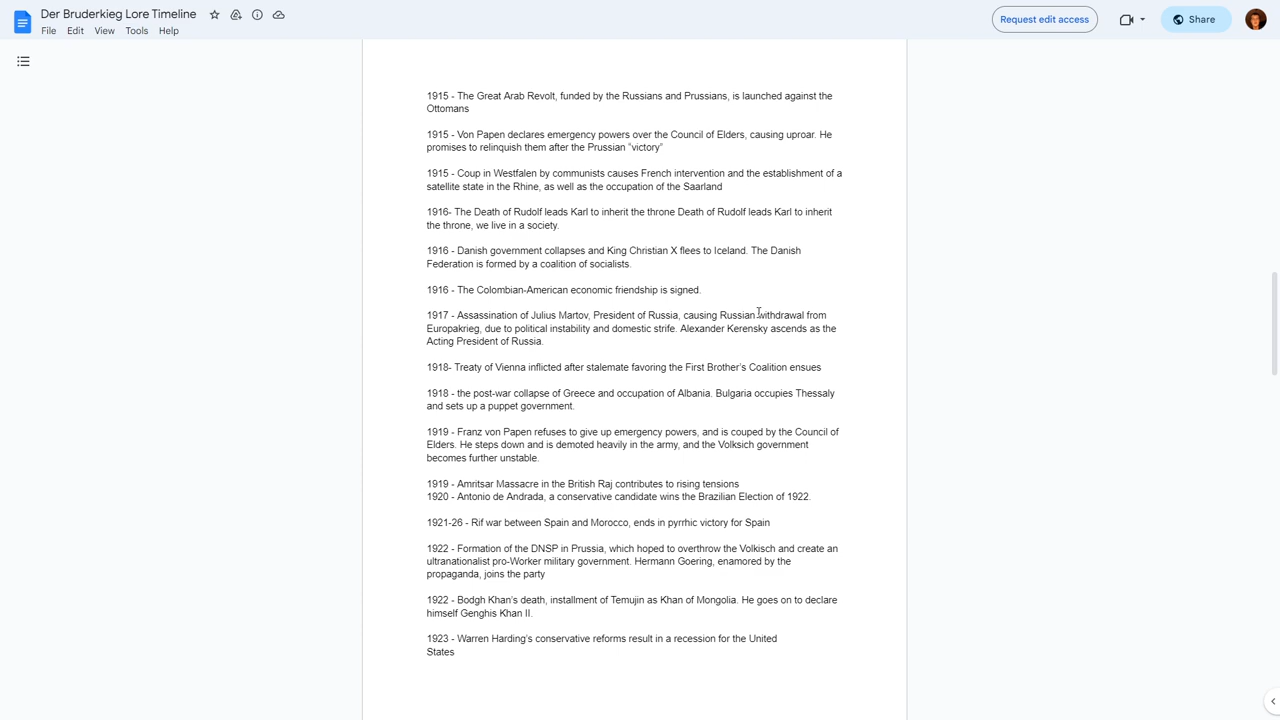 Der Bruderkieg Lore Timeline
File Edit View Tools Help
Request edit access
Share
1915 - The Great Arab Revolt, funded by the Russians and Prussians, is launched against the
Ottomans
1915 - Von Papen declares emergency powers over the Council of Elders, causing uproar. He
promises to relinquish them after the Prussian “victory”
1915 - Coup in Westfalen by communists causes French intervention and the establishment of a
satellite state in the Rhine, as well as the occupation of the Saarland
1916- The Death of Rudolf leads Karl to inherit the throne Death of Rudolf leads Karl to inherit
the throne, we live in a society.
1916 - Danish government collapses and King Christian X flees to Iceland. The Danish
Federation is formed by a coalition of socialists.
1916 - The Colombian-American economic friendship is signed.
1917 - Assassination of Julius Martov, President of Russia, causing Russian withdrawal from
Europakrieg, due to political instability and domestic strife. Alexander Kerensky ascends as the
Acting President of Russia.
1918- Treaty of Vienna inflicted after stalemate favoring the First Brother’s Coalition ensues
1918 - the post-war collapse of Greece and occupation of Albania. Bulgaria occupies Thessaly
and sets up a puppet government.
1919 - Franz von Papen refuses to give up emergency powers, and is couped by the Council of
Elders. He steps down and is demoted heavily in the army, and the Volksich government
becomes further unstable.
1919 - Amritsar Massacre in the British Raj contributes to rising tensions
1920 - Antonio de Andrada, a conservative candidate wins the Brazilian Election of 1922.
1921-26 - Rif war between Spain and Morocco, ends in pyrrhic victory for Spain
1922 - Formation of the DNSP in Prussia, which hoped to overthrow the Volkisch and create an
ultranationalist pro-Worker military government. Hermann Goering, enamored by the
propaganda, joins the party
1922 - Bodgh Khan’s death, installment of Temujin as Khan of Mongolia. He goes on to declare
himself Genghis Khan II.
1923 - Warren Harding’s conservative reforms result in a recession for the United
States